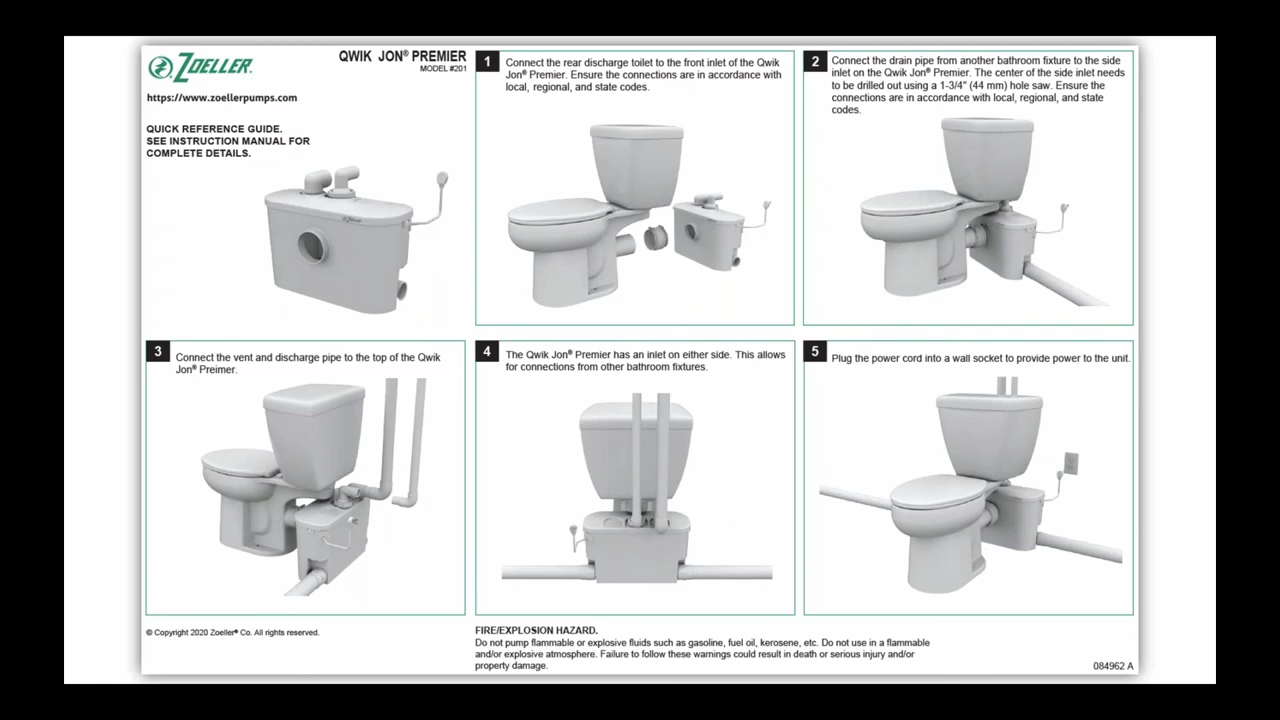 ZOELLER.
QWIK JON® PREMIER
MODEL #201
https://www.zoellerpumps.com
QUICK REFERENCE GUIDE.
SEE INSTRUCTION MANUAL FOR
COMPLETE DETAILS.
1
Connect the rear discharge toilet to the front inlet of the Qwik
Jon® Premier. Ensure the connections are in accordance with
local, regional, and state codes.
2
Connect the drain pipe from another bathroom fixture to the side
inlet on the Qwik Jon® Premier. The center of the side inlet needs
to be drilled out using a 1-3/4" (44 mm) hole saw. Ensure the
connections are in accordance with local, regional, and state
codes.
3
Connect the vent and discharge pipe to the top of the Qwik
Jon® Preimer.
4
The Qwik Jon® Premier has an inlet on either side. This allows
for connections from other bathroom fixtures.
5
Plug the power cord into a wall socket to provide power to the unit.
© Copyright 2020 Zoeller® Co. All rights reserved.
FIRE/EXPLOSION HAZARD.
Do not pump flammable or explosive fluids such as gasoline, fuel oil, kerosene, etc. Do not use in a flammable
and/or explosive atmosphere. Failure to follow these warnings could result in death or serious injury and/or
property damage.
084962 A